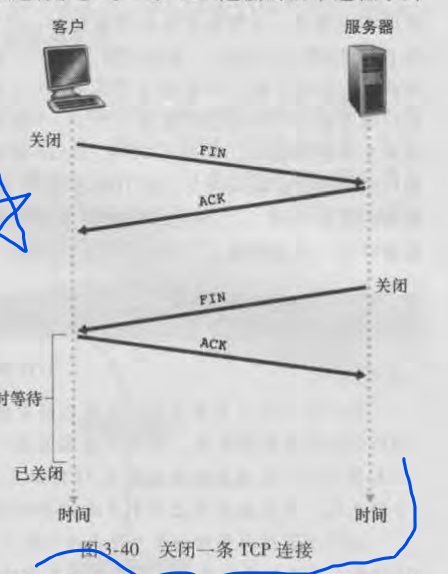 客户
服务器
关闭
FIN
ACK
关闭
FIN
ACK
时等待
已关闭
时间
时间
图 3-40 关闭一条 TCP 连接